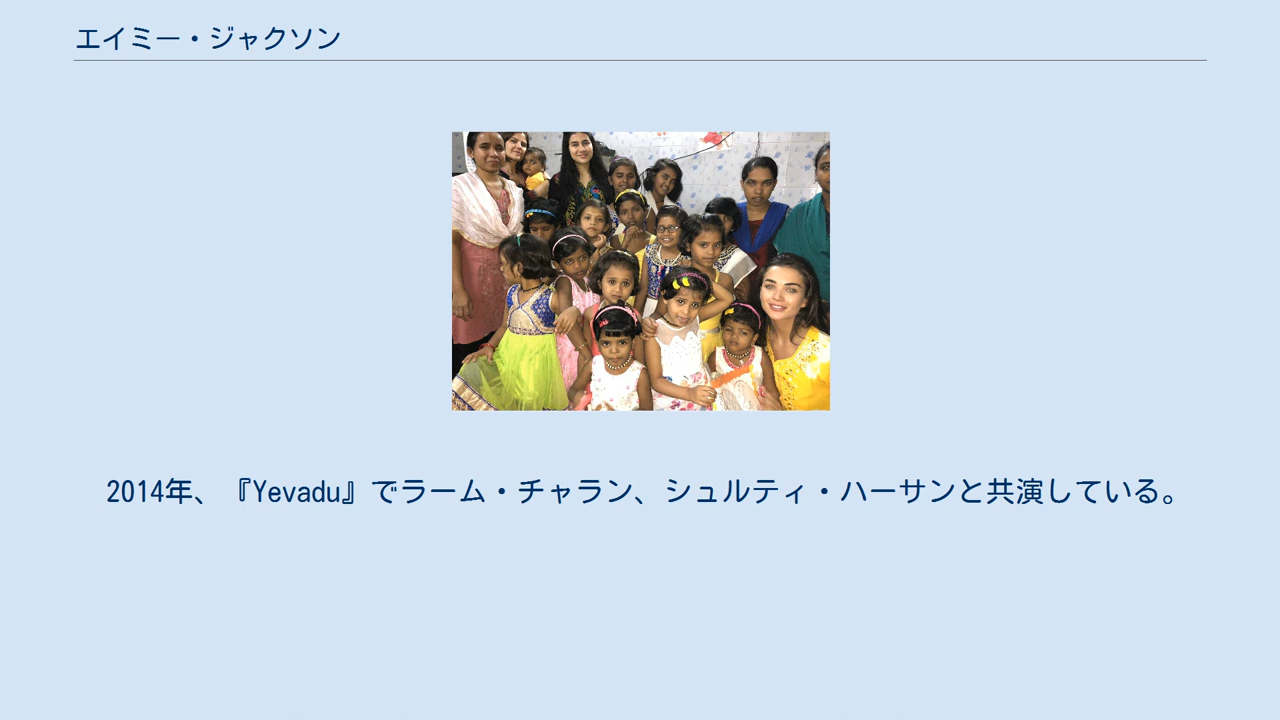 エイミー・ジャクソン
2014年、『Yevadu』でラーム・チャラン、シュルティ・ハーサンと共演している。